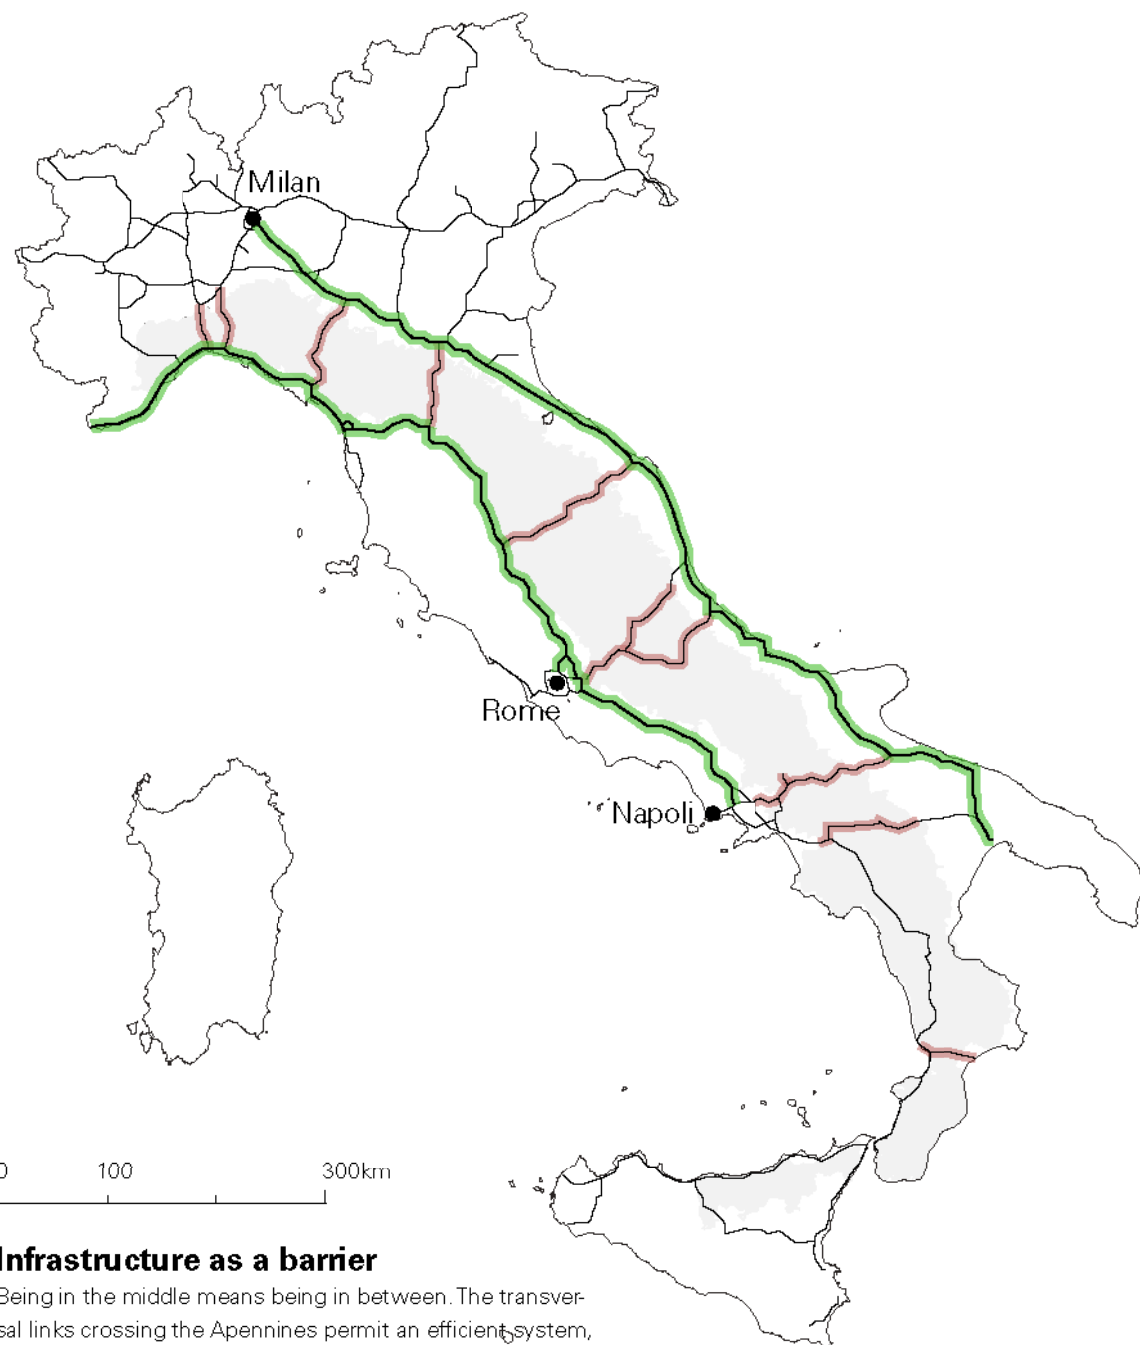 Milan
Rome
Napoli
0 100 300km
Infrastructure as a barrier
Being in the middle means being in between. The transver-
sal links crossing the Apennines permit an efficient system,